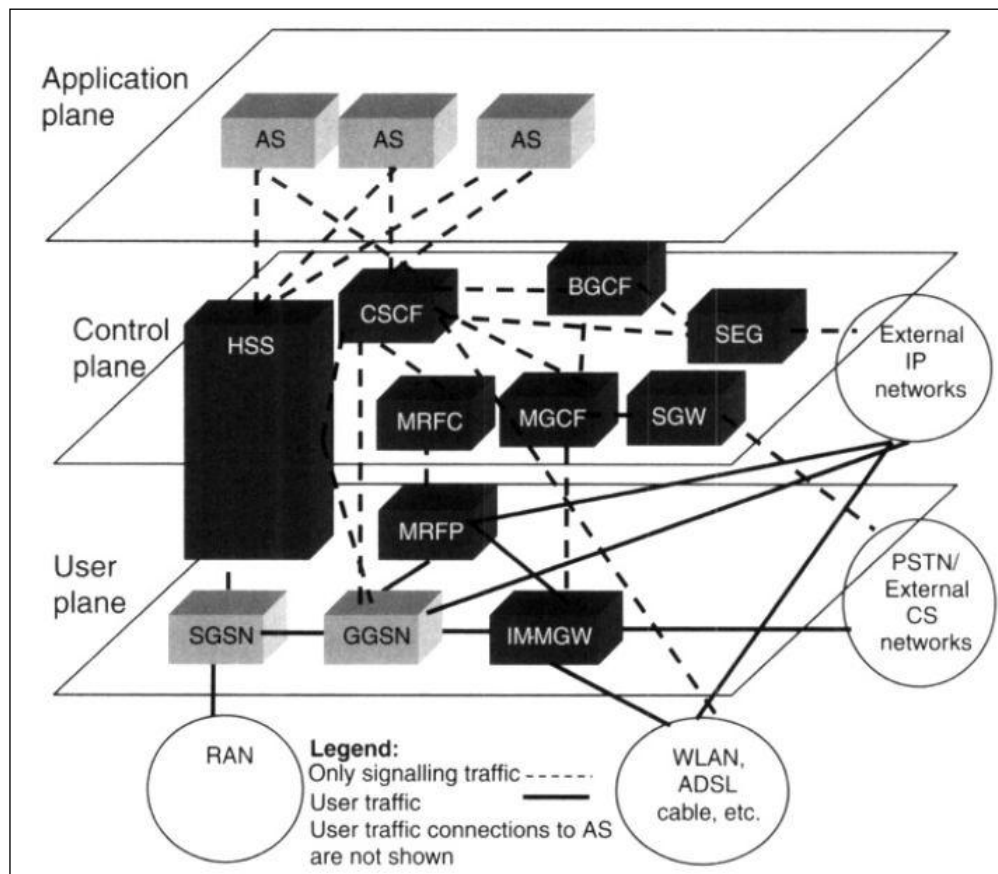 Application
plane
AS
AS
AS
Control
plane
HSS
CSCF
BGCF
SEG
External
IP
networks
MRFC
MGCF
SGW
User
plane
MRFP
PSTN/
External
CS
networks
SGSN
GGSN
IM-MGW
RAN
Legend:
Only signalling traffic
User traffic
User traffic connections to AS
are not shown
WLAN,
ADSL
cable, etc.